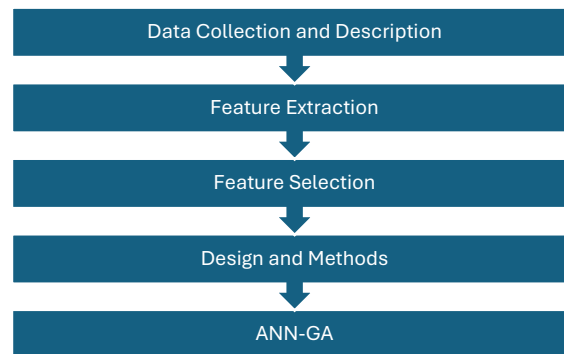 Data Collection and Description
Feature Extraction
Feature Selection
Design and Methods
ANN-GA